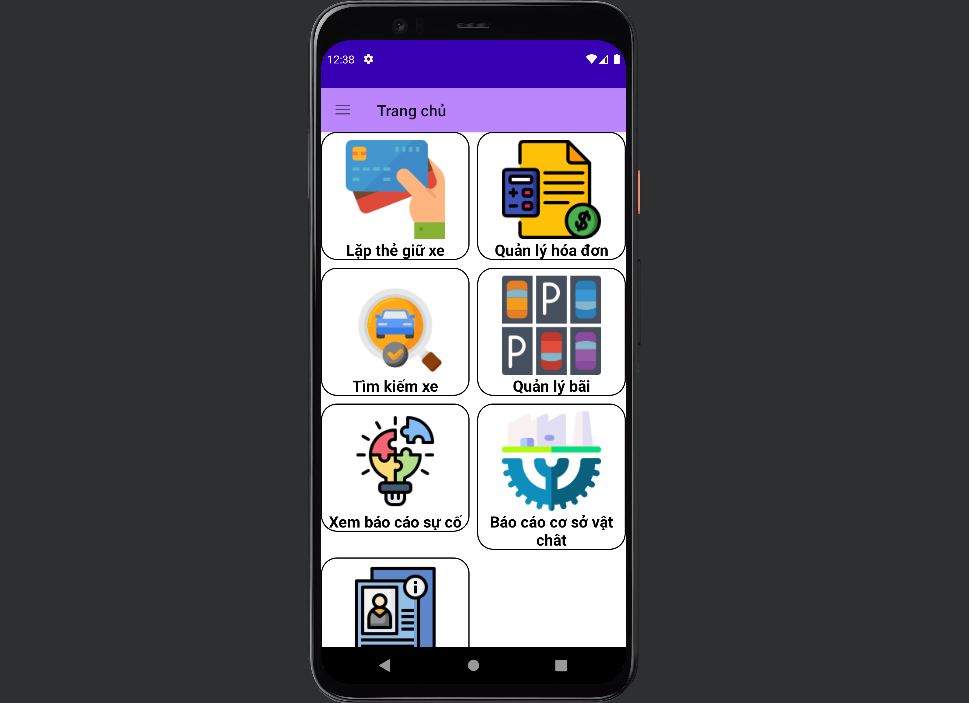 12:38
Trang chủ
Lặp thẻ giữ xe
Quản lý hóa đơn
Tìm kiếm xe
P
P
Quản lý bãi
Xem báo cáo sự cố
Báo cáo cơ sở vật
chât